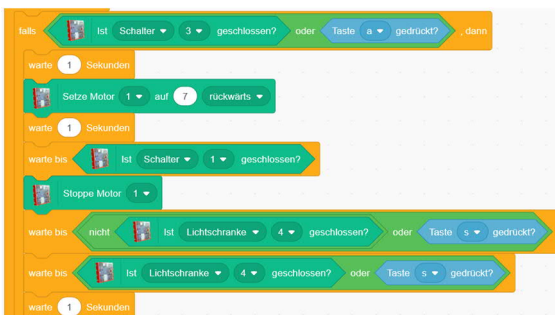 falls Ist Schalter 3 geschlossen? oder Taste a gedrückt? , dann
warte 1 Sekunden
Setze Motor 1 auf 7 rückwärts
warte 1 Sekunden
warte bis Ist Schalter 1 geschlossen?
Stoppe Motor 1
warte bis nicht Ist Lichtschranke 4 geschlossen? oder Taste s gedrückt?
warte bis Ist Lichtschranke 4 geschlossen? oder Taste s gedrückt?
warte 1 Sekunden